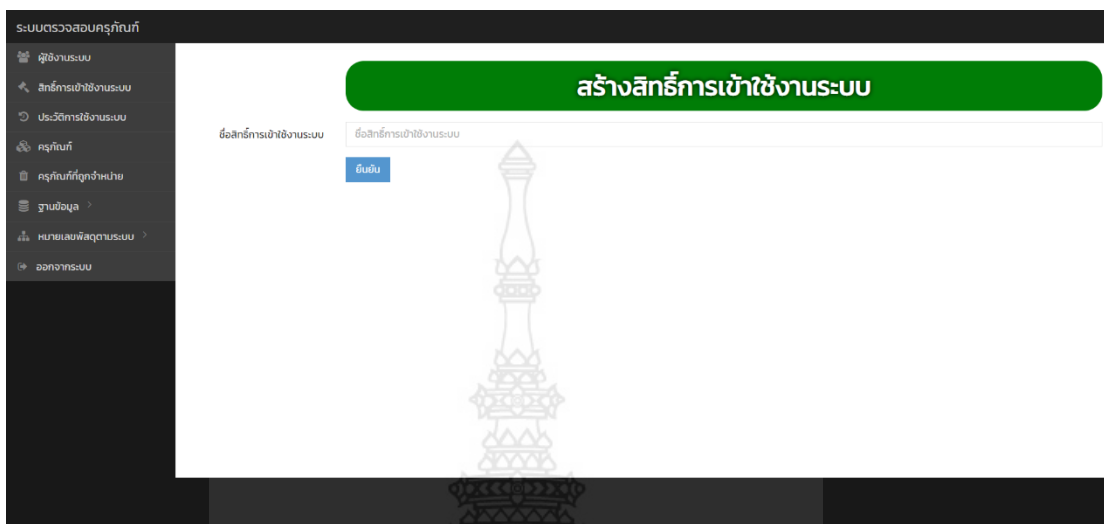 ระบบตรวจสอบครุภัณฑ์
ผู้ใช้งานระบบ
สิทธิ์การเข้าใช้งานระบบ
ประวัติการใช้งานระบบ
ครุภัณฑ์
ครุภัณฑ์ที่ถูกจำหน่าย
ฐานข้อมูล
หมายเลขพัสดุตามระบบ
ออกจากระบบ
สร้างสิทธิ์การเข้าใช้งานระบบ
ชื่อสิทธิ์การเข้าใช้งานระบบ
ชื่อสิทธิ์การเข้าใช้งานระบบ
ยืนยัน